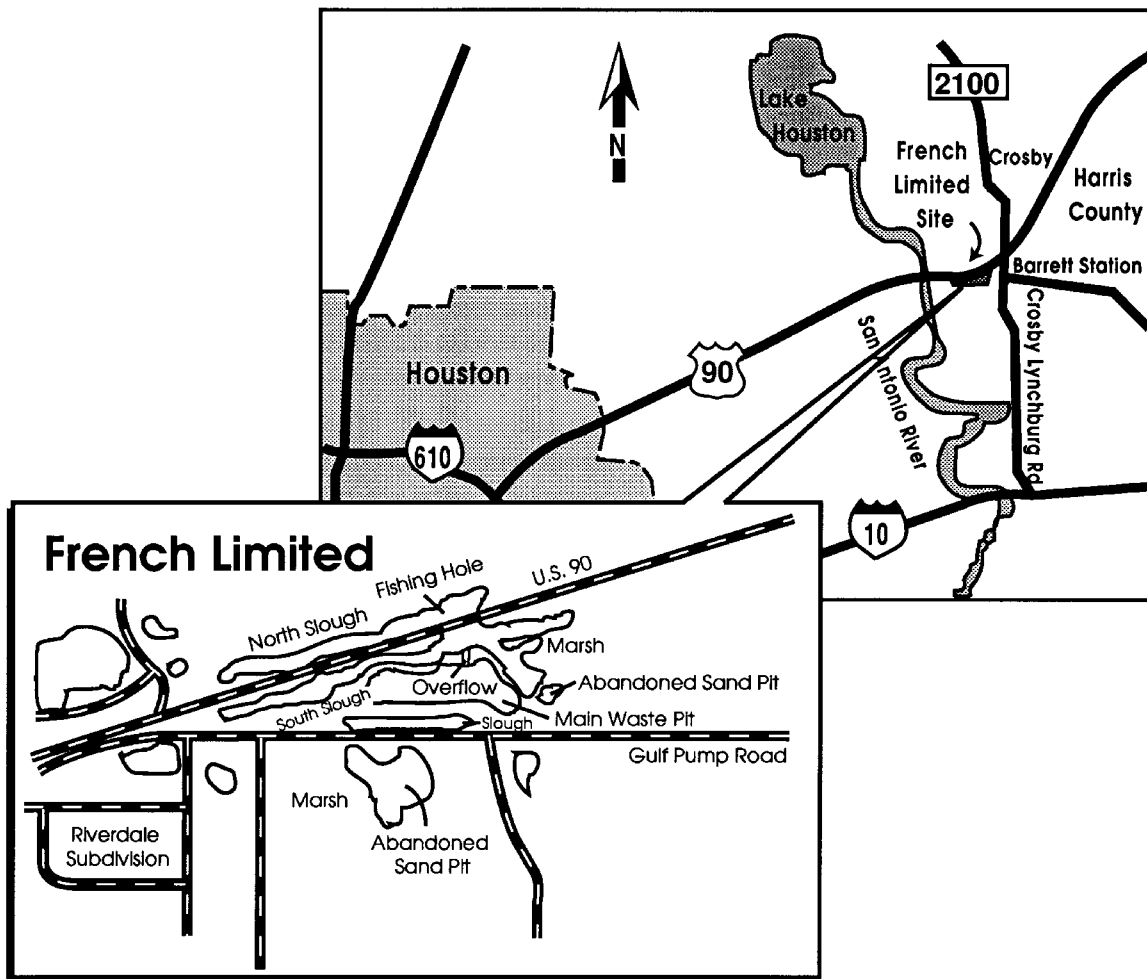 2100
Lake
Houston
French
Limited
Site
Crosby
Harris
County
N
Barrett Station
Houston
90
San Antonio River
Crosby Lynchburg Rd
610
10
French Limited
U.S. 90
Fishing Hole
North Slough
Marsh
Overflow
Abandoned Sand Pit
South Slough
Main Waste Pit
Slough
Gulf Pump Road
Marsh
Riverdale
Subdivision
Abandoned
Sand Pit